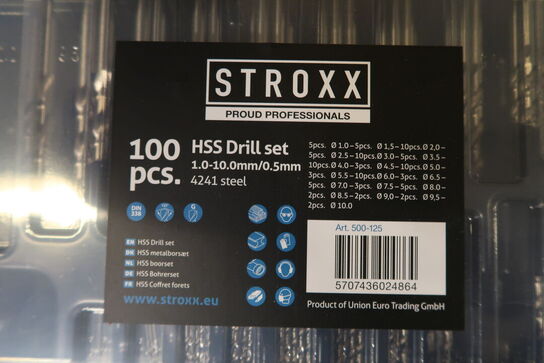 STROXX
PROUD PROFESSIONALS
100 pcs.
HSS Drill set
1.0-10.0mm/0.5mm
4241 steel
5pcs. Ø 1.0–5pcs. Ø 1,5–10pcs.Ø 2,0–
5pcs. Ø 2.5–10pcs.Ø 3.0–5pcs. Ø 3.5–
10pcs.Ø 4.0–3pcs. Ø 4.5–10pcs.Ø 5.0–
3pcs. Ø 5.5–10pcs.Ø 6.0–3pcs. Ø 6.5–
5pcs. Ø 7.0–3pcs. Ø 7.5–5pcs. Ø 8.0–
2pcs. Ø 8.5–2pcs. Ø 9,0–2pcs. Ø 9,5–
2pcs. Ø 10.0
DIN 338
G
EN HSS Drill set
DK HSS metalborsæt
NL HSS boorset
DE HSS Bohrerset
FR HSS Coffret forets
www.stroxx.eu
Art. 500-125
5707436024864
Product of Union Euro Trading GmbH